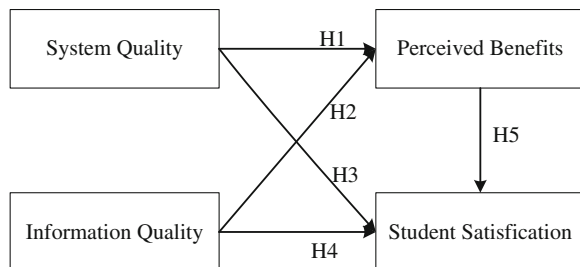 System Quality
H1
Perceived Benefits
H2
H5
H3
Information Quality
H4
Student Satisfication